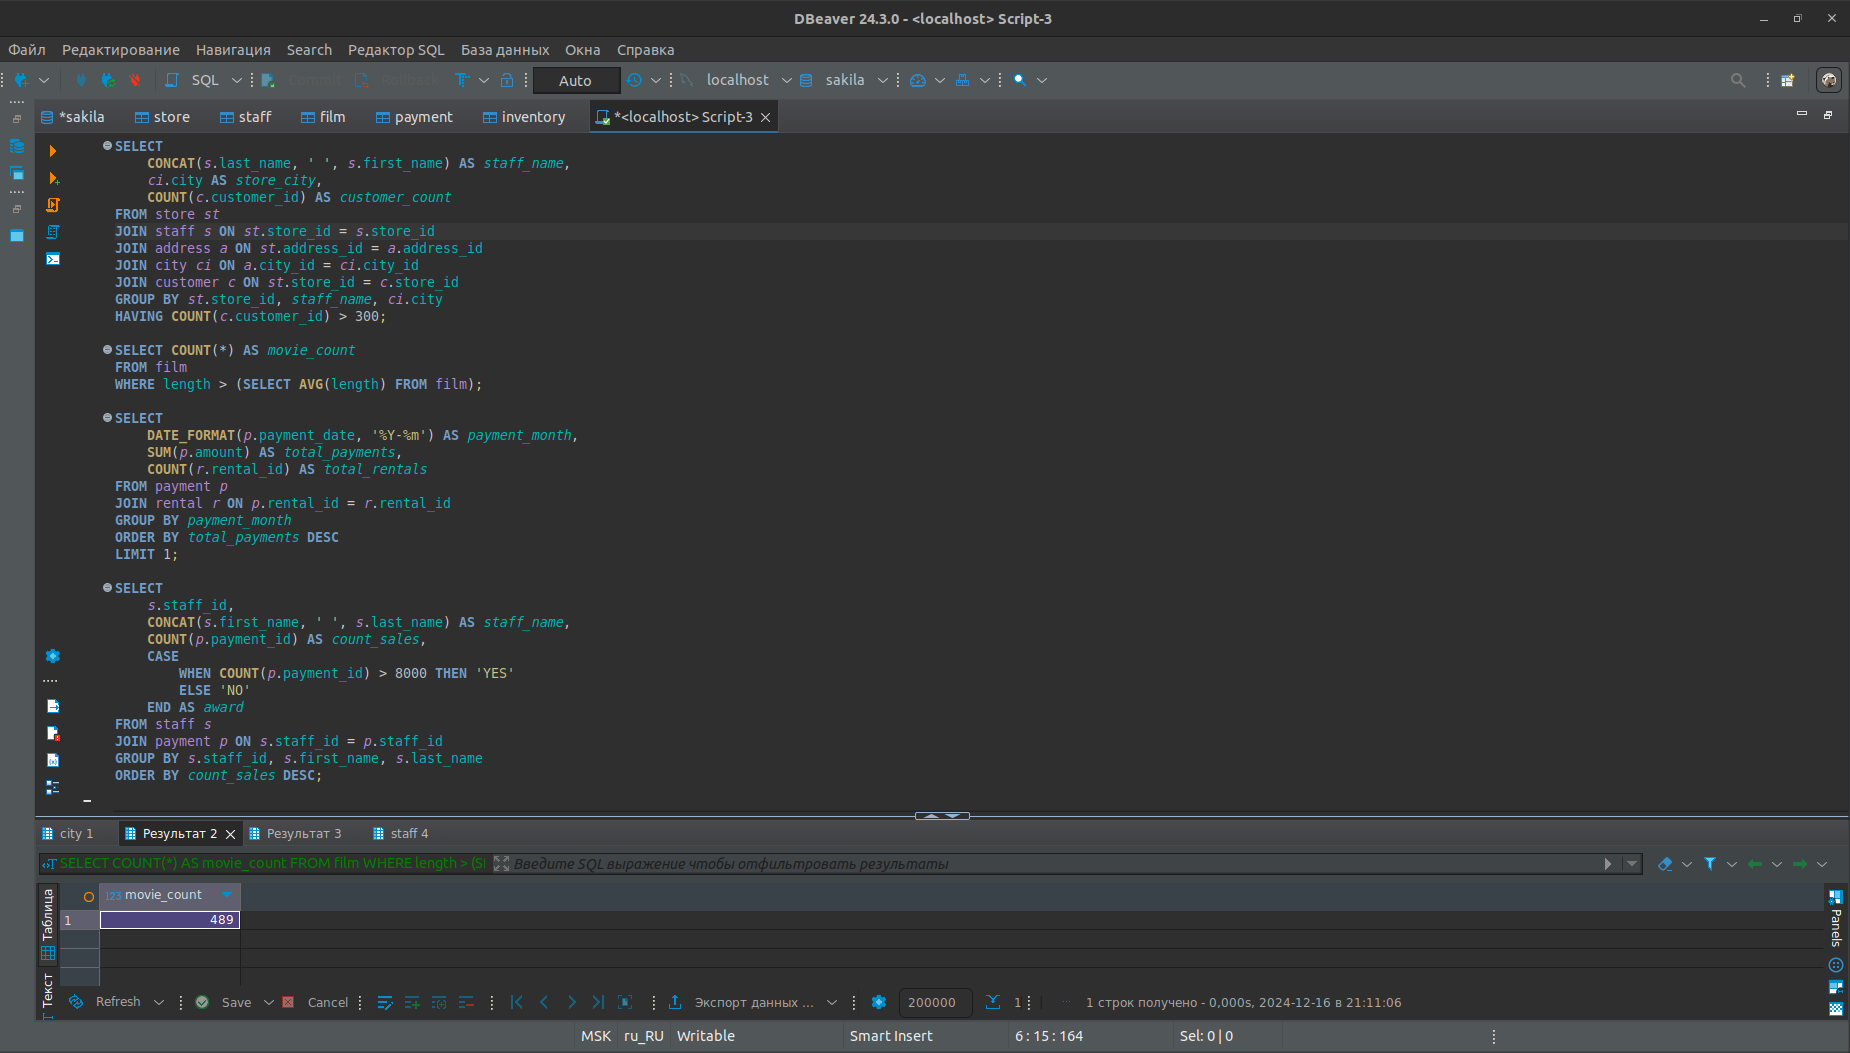 DBeaver 24.3.0 - <localhost> Script-3
Файл Редактирование Навигация Search Редактор SQL База данных Окна Справка
SQL Commit Rollback Auto localhost sakila
*sakila store staff film payment inventory *<localhost> Script-3
SELECT
CONCAT(s.last_name, ' ', s.first_name) AS staff_name,
ci.city AS store_city,
COUNT(c.customer_id) AS customer_count
FROM store st
JOIN staff s ON st.store_id = s.store_id
JOIN address a ON st.address_id = a.address_id
JOIN city ci ON a.city_id = ci.city_id
JOIN customer c ON st.store_id = c.store_id
GROUP BY st.store_id, staff_name, ci.city
HAVING COUNT(c.customer_id) > 300;
SELECT COUNT(*) AS movie_count
FROM film
WHERE length > (SELECT AVG(length) FROM film);
SELECT
DATE_FORMAT(p.payment_date, '%Y-%m') AS payment_month,
SUM(p.amount) AS total_payments,
COUNT(r.rental_id) AS total_rentals
FROM payment p
JOIN rental r ON p.rental_id = r.rental_id
GROUP BY payment_month
ORDER BY total_payments DESC
LIMIT 1;
SELECT
s.staff_id,
CONCAT(s.first_name, ' ', s.last_name) AS staff_name,
COUNT(p.payment_id) AS count_sales,
CASE
WHEN COUNT(p.payment_id) > 8000 THEN 'YES'
ELSE 'NO'
END AS award
FROM staff s
JOIN payment p ON s.staff_id = p.staff_id
GROUP BY s.staff_id, s.first_name, s.last_name
ORDER BY count_sales DESC;
city 1 Результат 2 Результат 3 staff 4
SELECT COUNT(*) AS movie_count FROM film WHERE length > (SE Введите SQL выражение чтобы отфильтровать результаты
Таблица
Текст
123 movie_count
1 489
Panels
Refresh Save Cancel Экспорт данных ... 200000 1 1 строк получено - 0,000s, 2024-12-16 в 21:11:06
MSK ru_RU Writable Smart Insert 6 : 15 : 164 Sel: 0 | 0